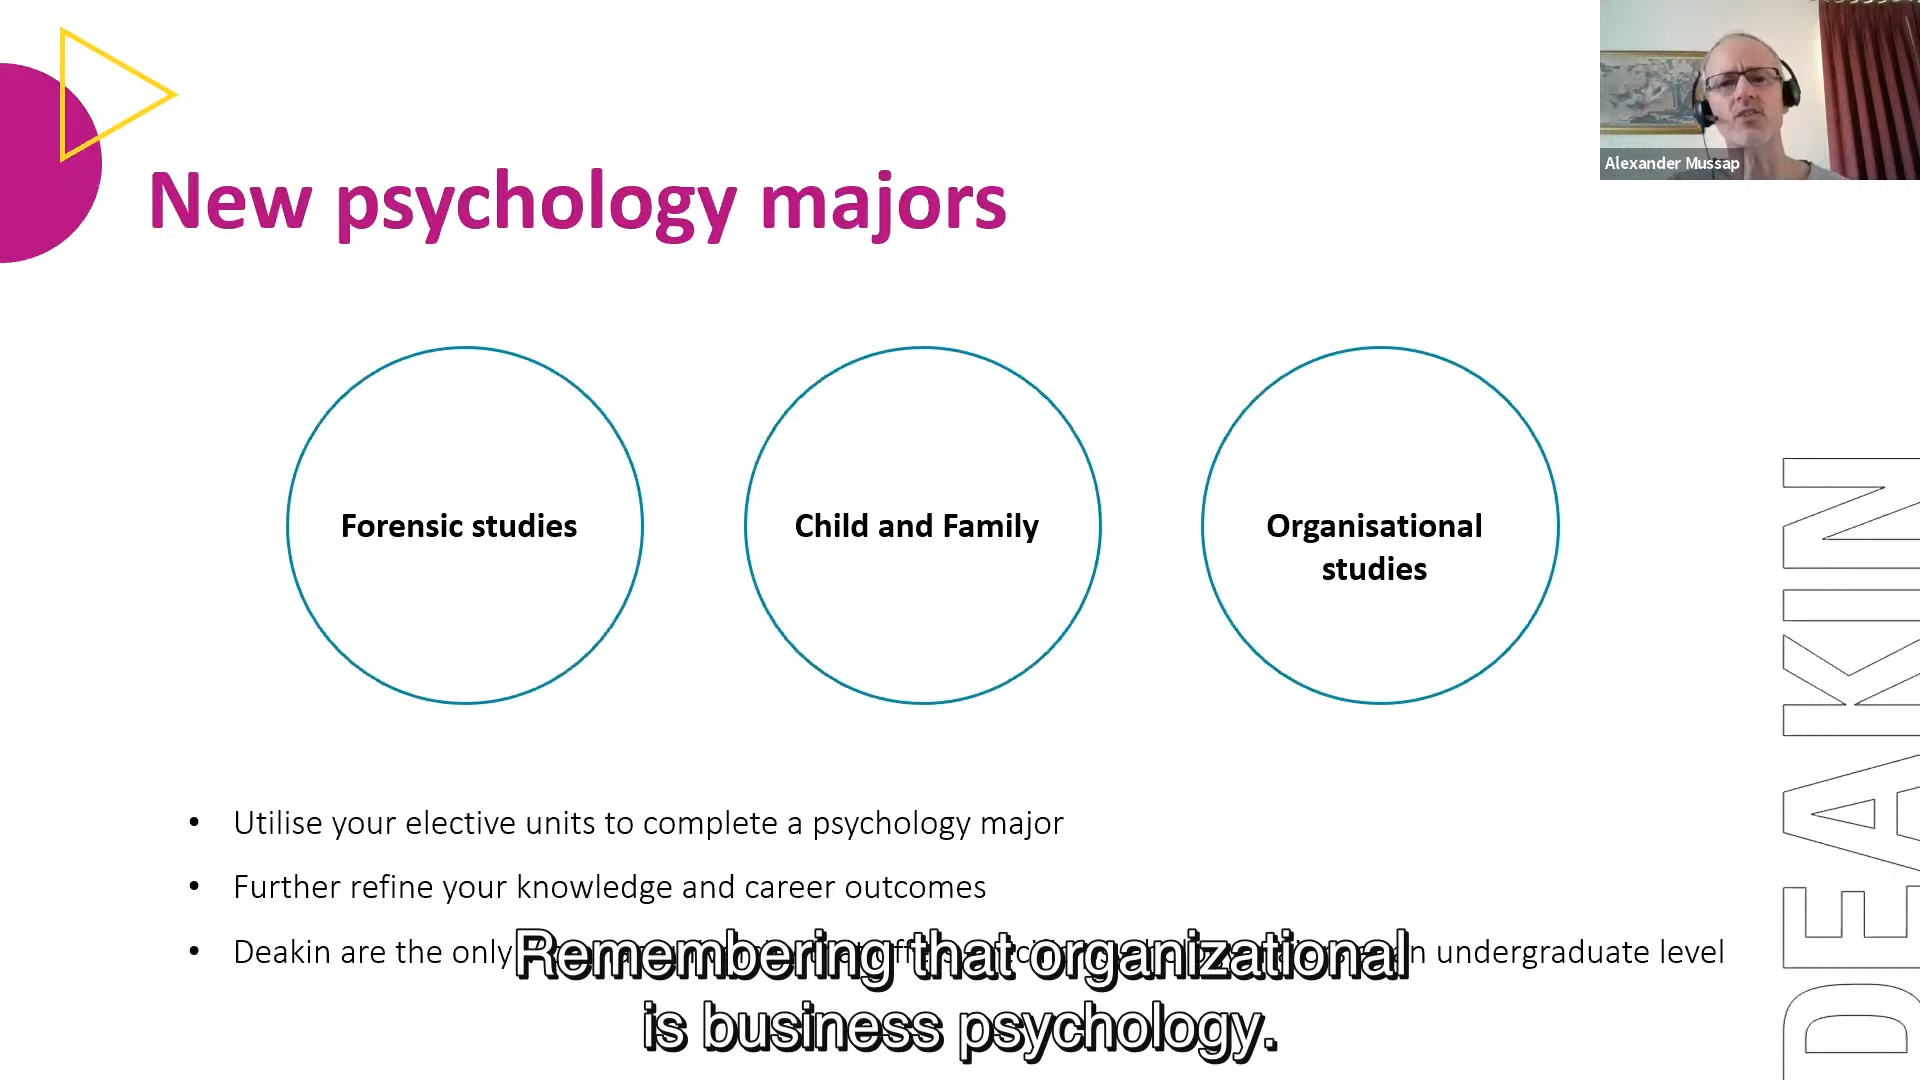 Alexander Mussap
New psychology majors
Forensic studies
Child and Family
Organisational
studies
• Utilise your elective units to complete a psychology major
• Further refine your knowledge and career outcomes
• Deakin are the only an undergraduate level
Remembering that organizational
is business psychology.
DEAKIN